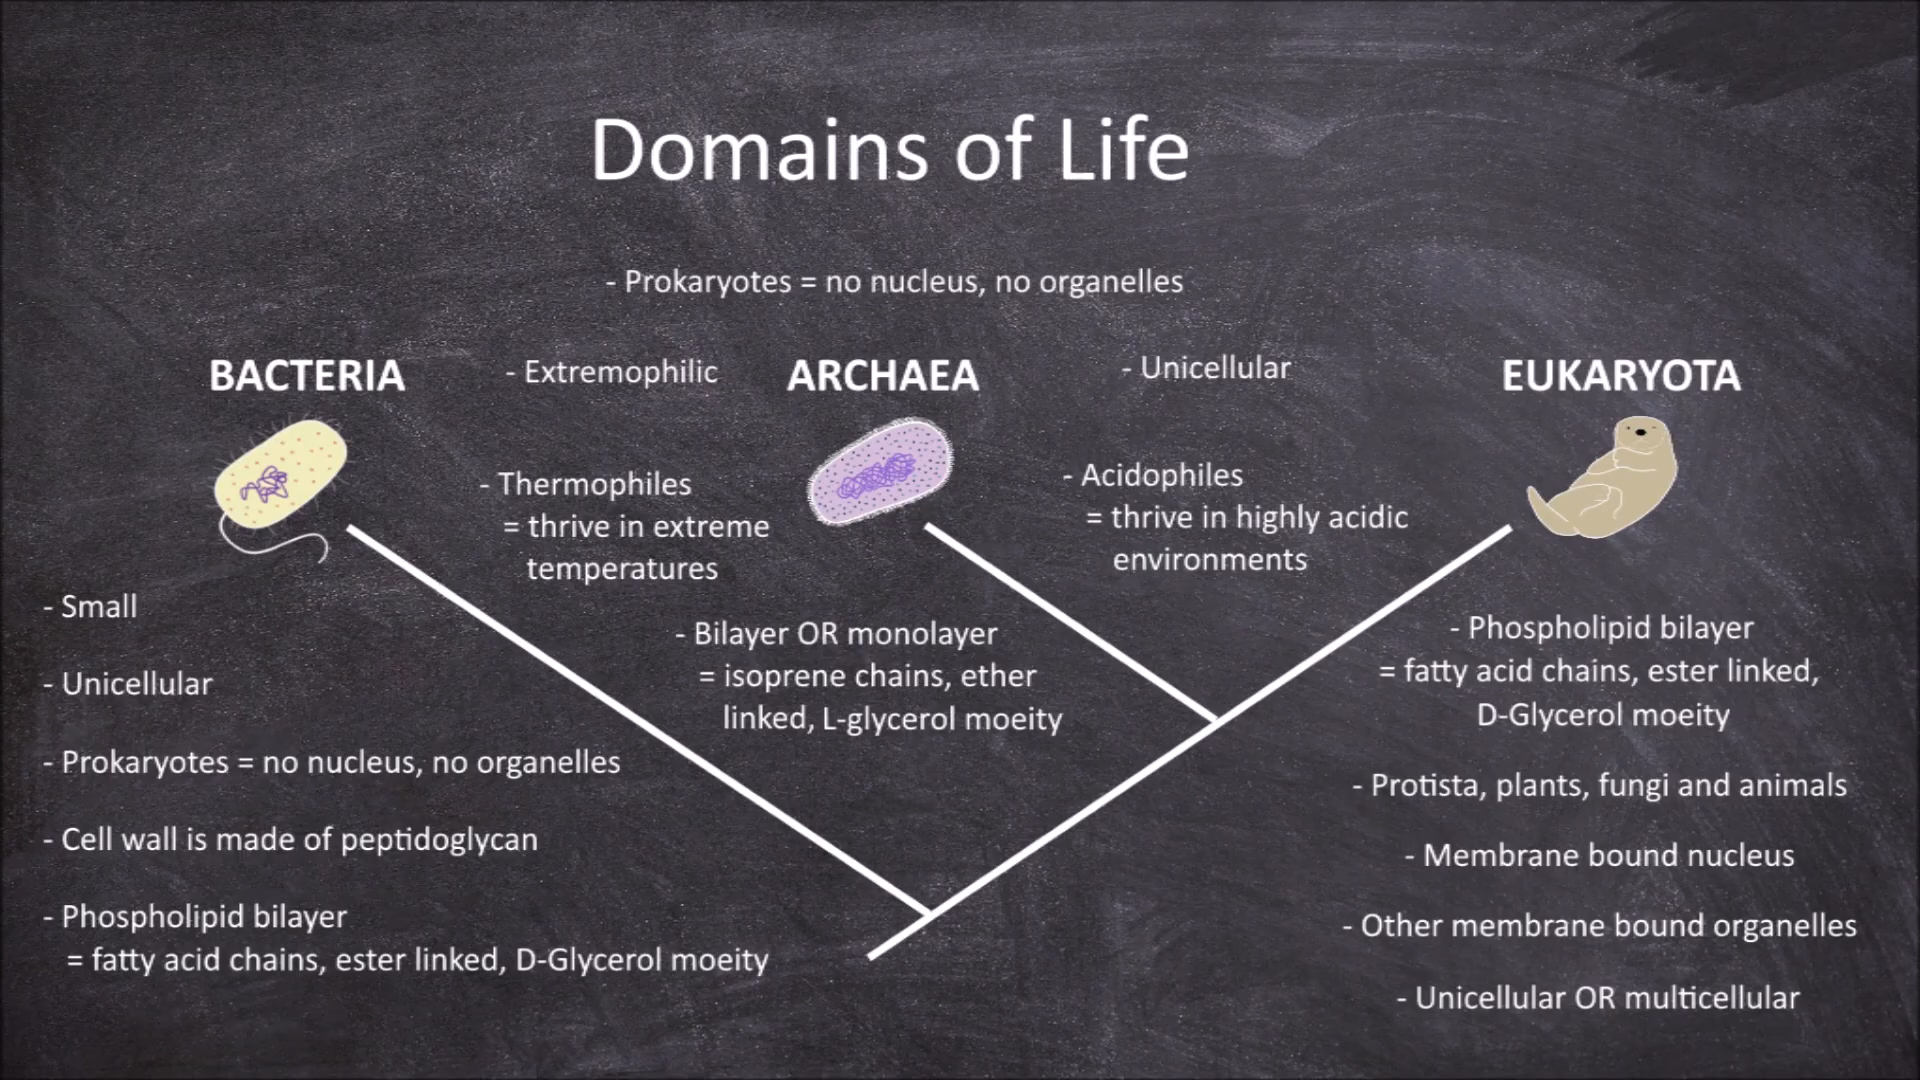 Domains of Life
- Prokaryotes = no nucleus, no organelles
BACTERIA
- Extremophilic
ARCHAEA
- Unicellular
EUKARYOTA
- Thermophiles
= thrive in extreme
temperatures
- Acidophiles
= thrive in highly acidic
environments
- Small
- Unicellular
- Prokaryotes = no nucleus, no organelles
- Cell wall is made of peptidoglycan
- Phospholipid bilayer
= fatty acid chains, ester linked, D-Glycerol moeity
- Bilayer OR monolayer
= isoprene chains, ether
linked, L-glycerol moeity
- Phospholipid bilayer
= fatty acid chains, ester linked,
D-Glycerol moeity
- Protista, plants, fungi and animals
- Membrane bound nucleus
- Other membrane bound organelles
- Unicellular OR multicellular